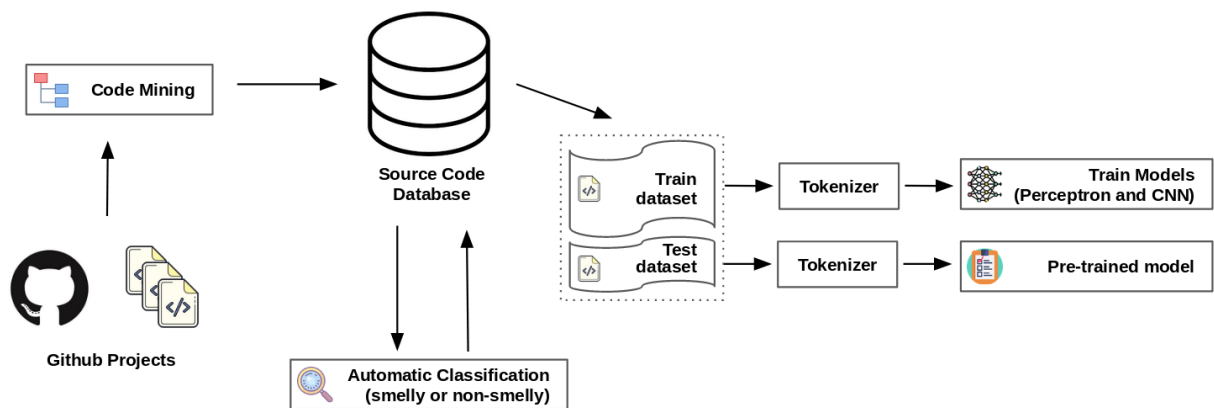 Code Mining
Source Code
Database
Train
dataset
Tokenizer
Train Models
(Perceptron and CNN)
Test
dataset
Tokenizer
Pre-trained model
Github Projects
Automatic Classification
(smelly or non-smelly)